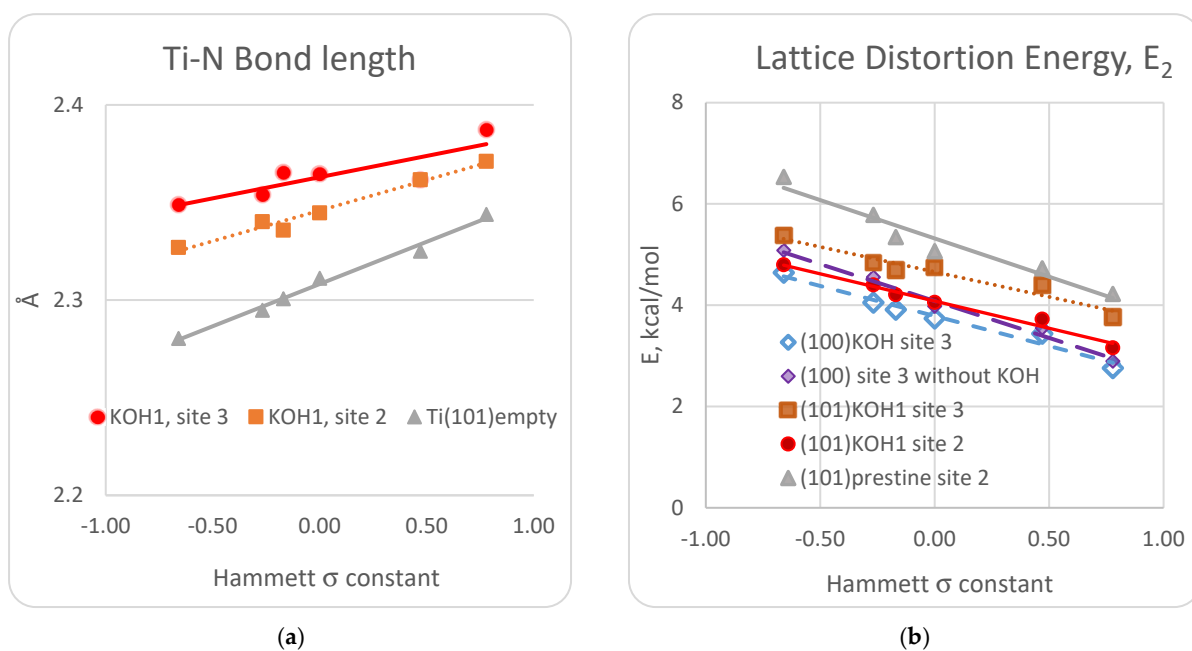 Ti-N Bond length
2.4
2.3
2.2
Å
KOH1, site 3
KOH1, site 2
Ti(101)empty
-1.00
-0.50
0.00
0.50
1.00
Hammett σ constant
(a)
Lattice Distortion Energy, E₂
8
6
4
2
0
E, kcal/mol
(100)KOH site 3
(100) site 3 without KOH
(101)KOH1 site 3
(101)KOH1 site 2
(101)prestine site 2
-1.00
-0.50
0.00
0.50
1.00
Hammett σ constant
(b)